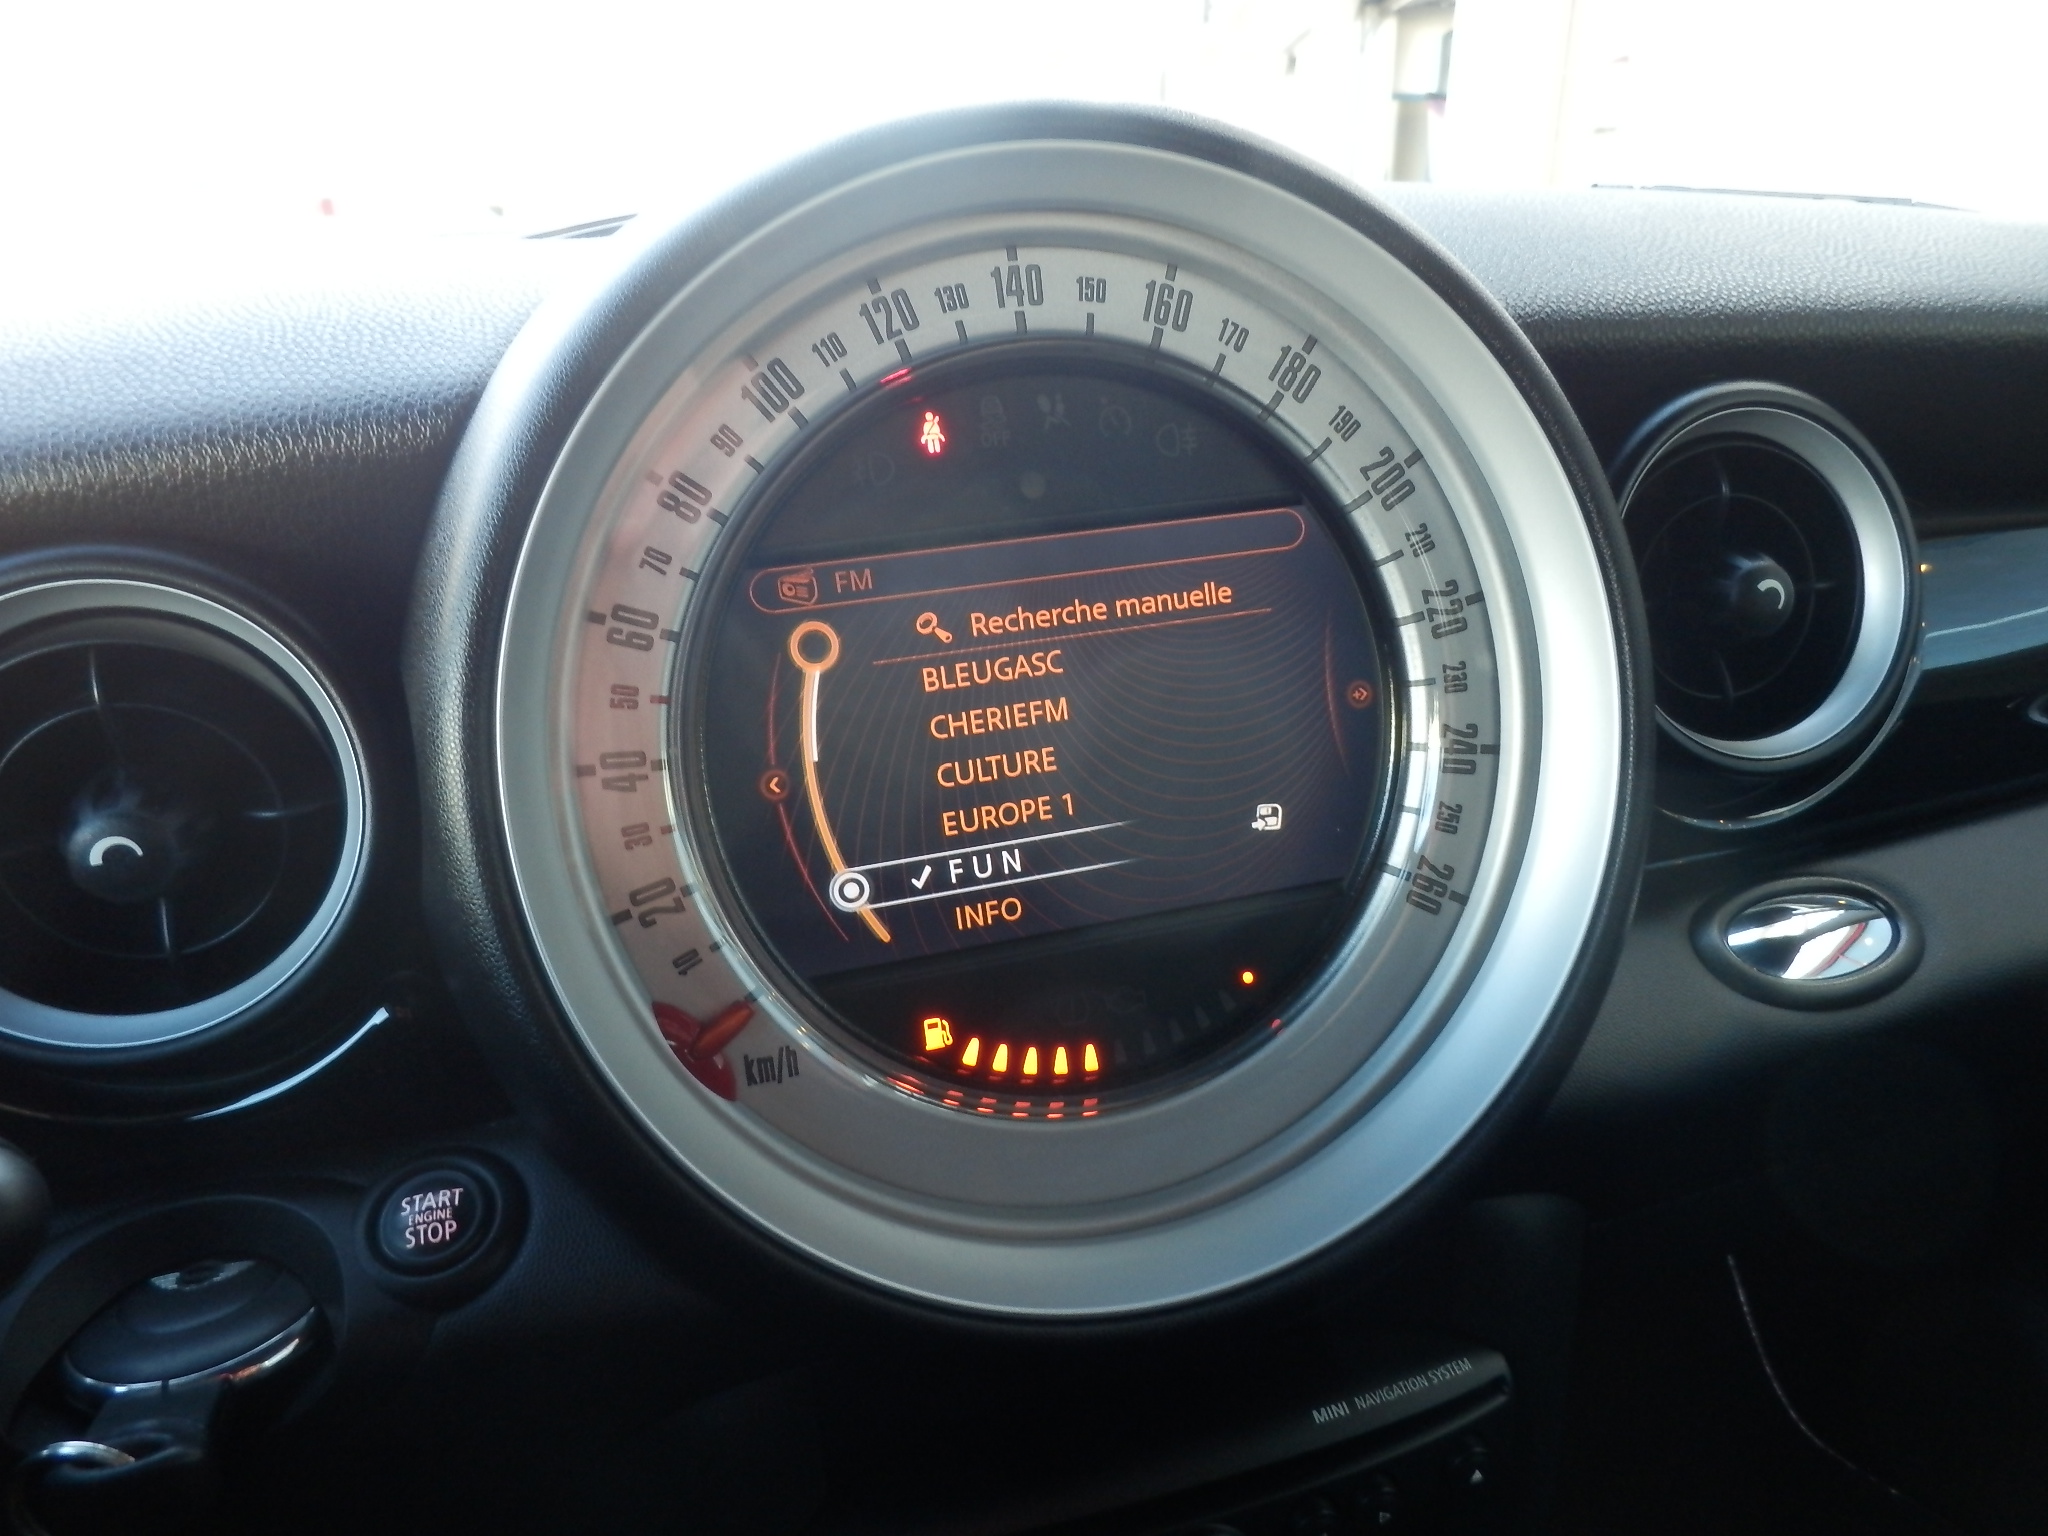 10
20
30
40
50
60
70
80
90
100
110
120
130
140
150
160
170
180
190
200
210
220
230
240
250
260
km/h
OFF
FM
Recherche manuelle
BLEUGASC
CHERIEFM
CULTURE
EUROPE 1
FUN
INFO
START
ENGINE
STOP
MINI NAVIGATION SYSTEM